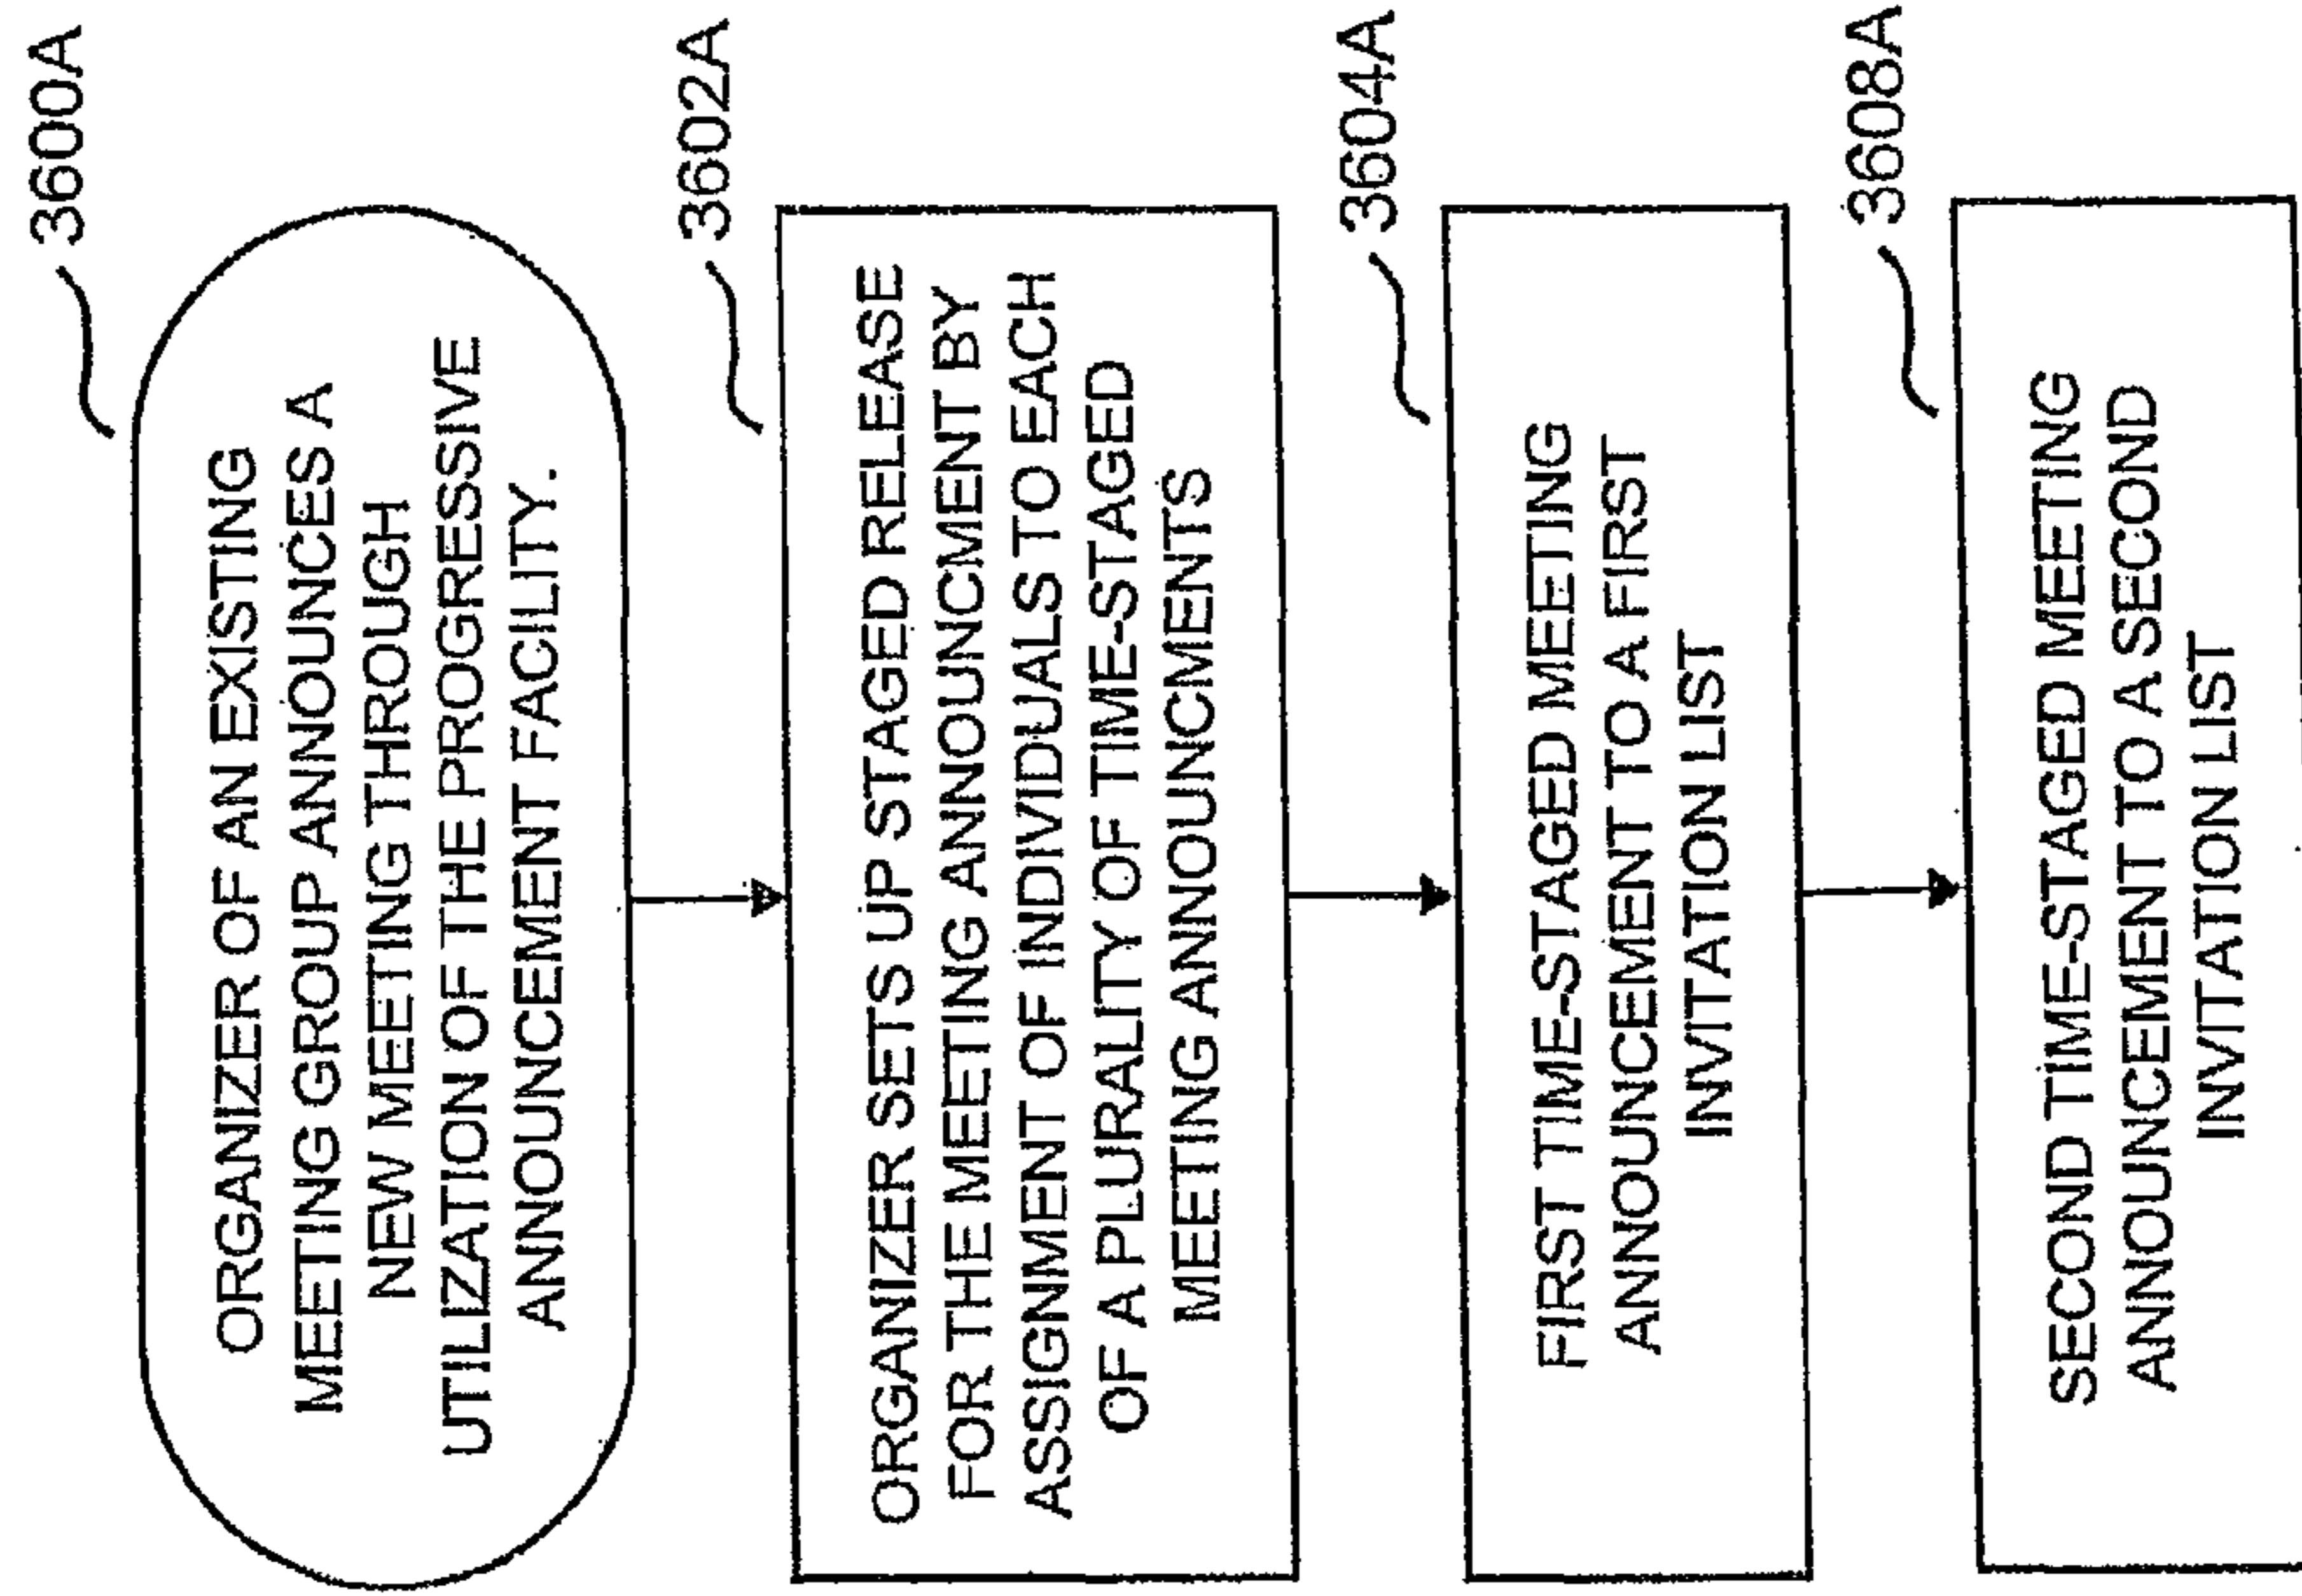 3600A
ORGANIZER OF AN EXISTING
MEETING GROUP ANNOUNCES A
NEW MEETING THROUGH
UTILIZATION OF THE PROGRESSIVE
ANNOUNCEMENT FACILITY.
3602A
ORGANIZER SETS UP STAGED RELEASE
FOR THE MEETING ANNOUNCMENT BY
ASSIGNMENT OF INDIVIDUALS TO EACH
OF A PLURALITY OF TIME-STAGED
MEETING ANNOUNCMENTS
3604A
FIRST TIME-STAGED MEETING
ANNOUNCEMENT TO A FIRST
INVITATION LIST
3608A
SECOND TIME-STAGED MEETING
ANNOUNCEMENT TO A SECOND
INVITATION LIST